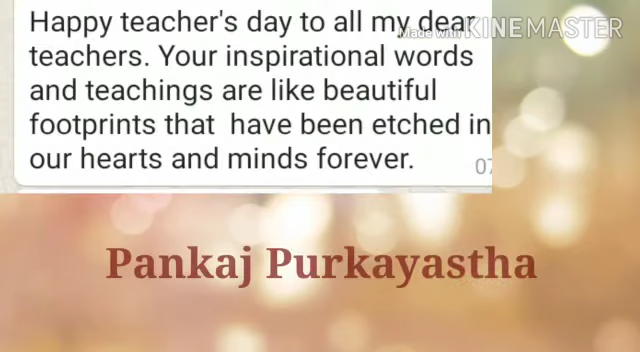 Happy teacher's day to all my dear
Made with KINEMASTER
teachers. Your inspirational words
and teachings are like beautiful
footprints that have been etched in
our hearts and minds forever.
07
Pankaj Purkayastha